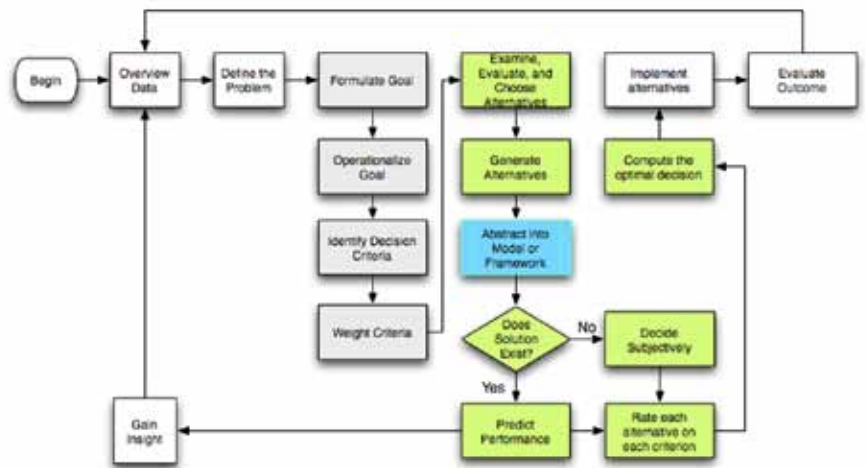 Begin
Overview
Data
Define the
Problem
Formulate Goal
Operationalize
Goal
Identify Decision
Criteria
Weight Criteria
Examine,
Evaluate, and
Choose Alternatives
Generate
Alternatives
Abstract into
Model or
Framework
Does
Solution
Exist?
No
Yes
Decide
Subjectively
Predict
Performance
Rate each
alternative on
each criterion
Compute the
optimal decision
Implement
alternatives
Evaluate
Outcome
Gain
Insight